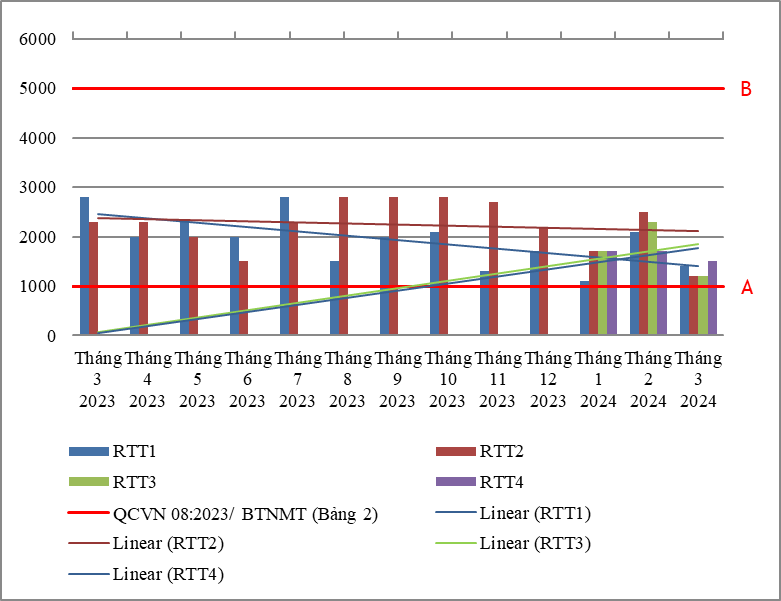 6000
5000
B
4000
3000
2000
1000
A
0
Tháng Tháng Tháng Tháng Tháng Tháng Tháng Tháng Tháng Tháng Tháng Tháng Tháng
3 4 5 6 7 8 9 10 11 12 1 2 3
2023 2023 2023 2023 2023 2023 2023 2023 2023 2023 2024 2024 2024
RTT1 RTT2
RTT3 RTT4
QCVN 08:2023/ BTNMT (Bảng 2) Linear (RTT1)
Linear (RTT2) Linear (RTT3)
Linear (RTT4)